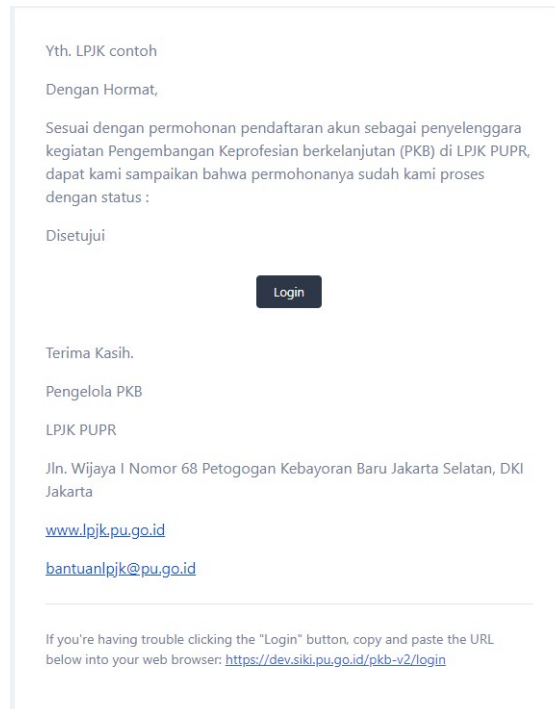 Yth. LPJK contoh
Dengan Hormat,
Sesuai dengan permohonan pendaftaran akun sebagai penyelenggara
kegiatan Pengembangan Keprofesian berkelanjutan (PKB) di LPJK PUPR,
dapat kami sampaikan bahwa permohonanya sudah kami proses
dengan status :
Disetujui
Login
Terima Kasih.
Pengelola PKB
LPJK PUPR
Jln. Wijaya I Nomor 68 Petogogan Kebayoran Baru Jakarta Selatan, DKI
Jakarta
www.lpjk.pu.go.id
bantuanlpjk@pu.go.id
If you're having trouble clicking the "Login" button, copy and paste the URL
below into your web browser: https://dev.siki.pu.go.id/pkb-v2/login